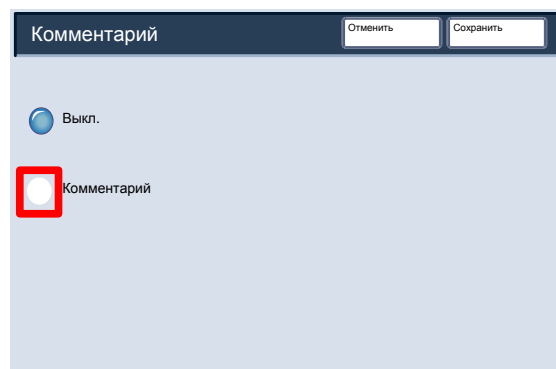 Комментарий
Отменить
Сохранить
Выкл.
Комментарий